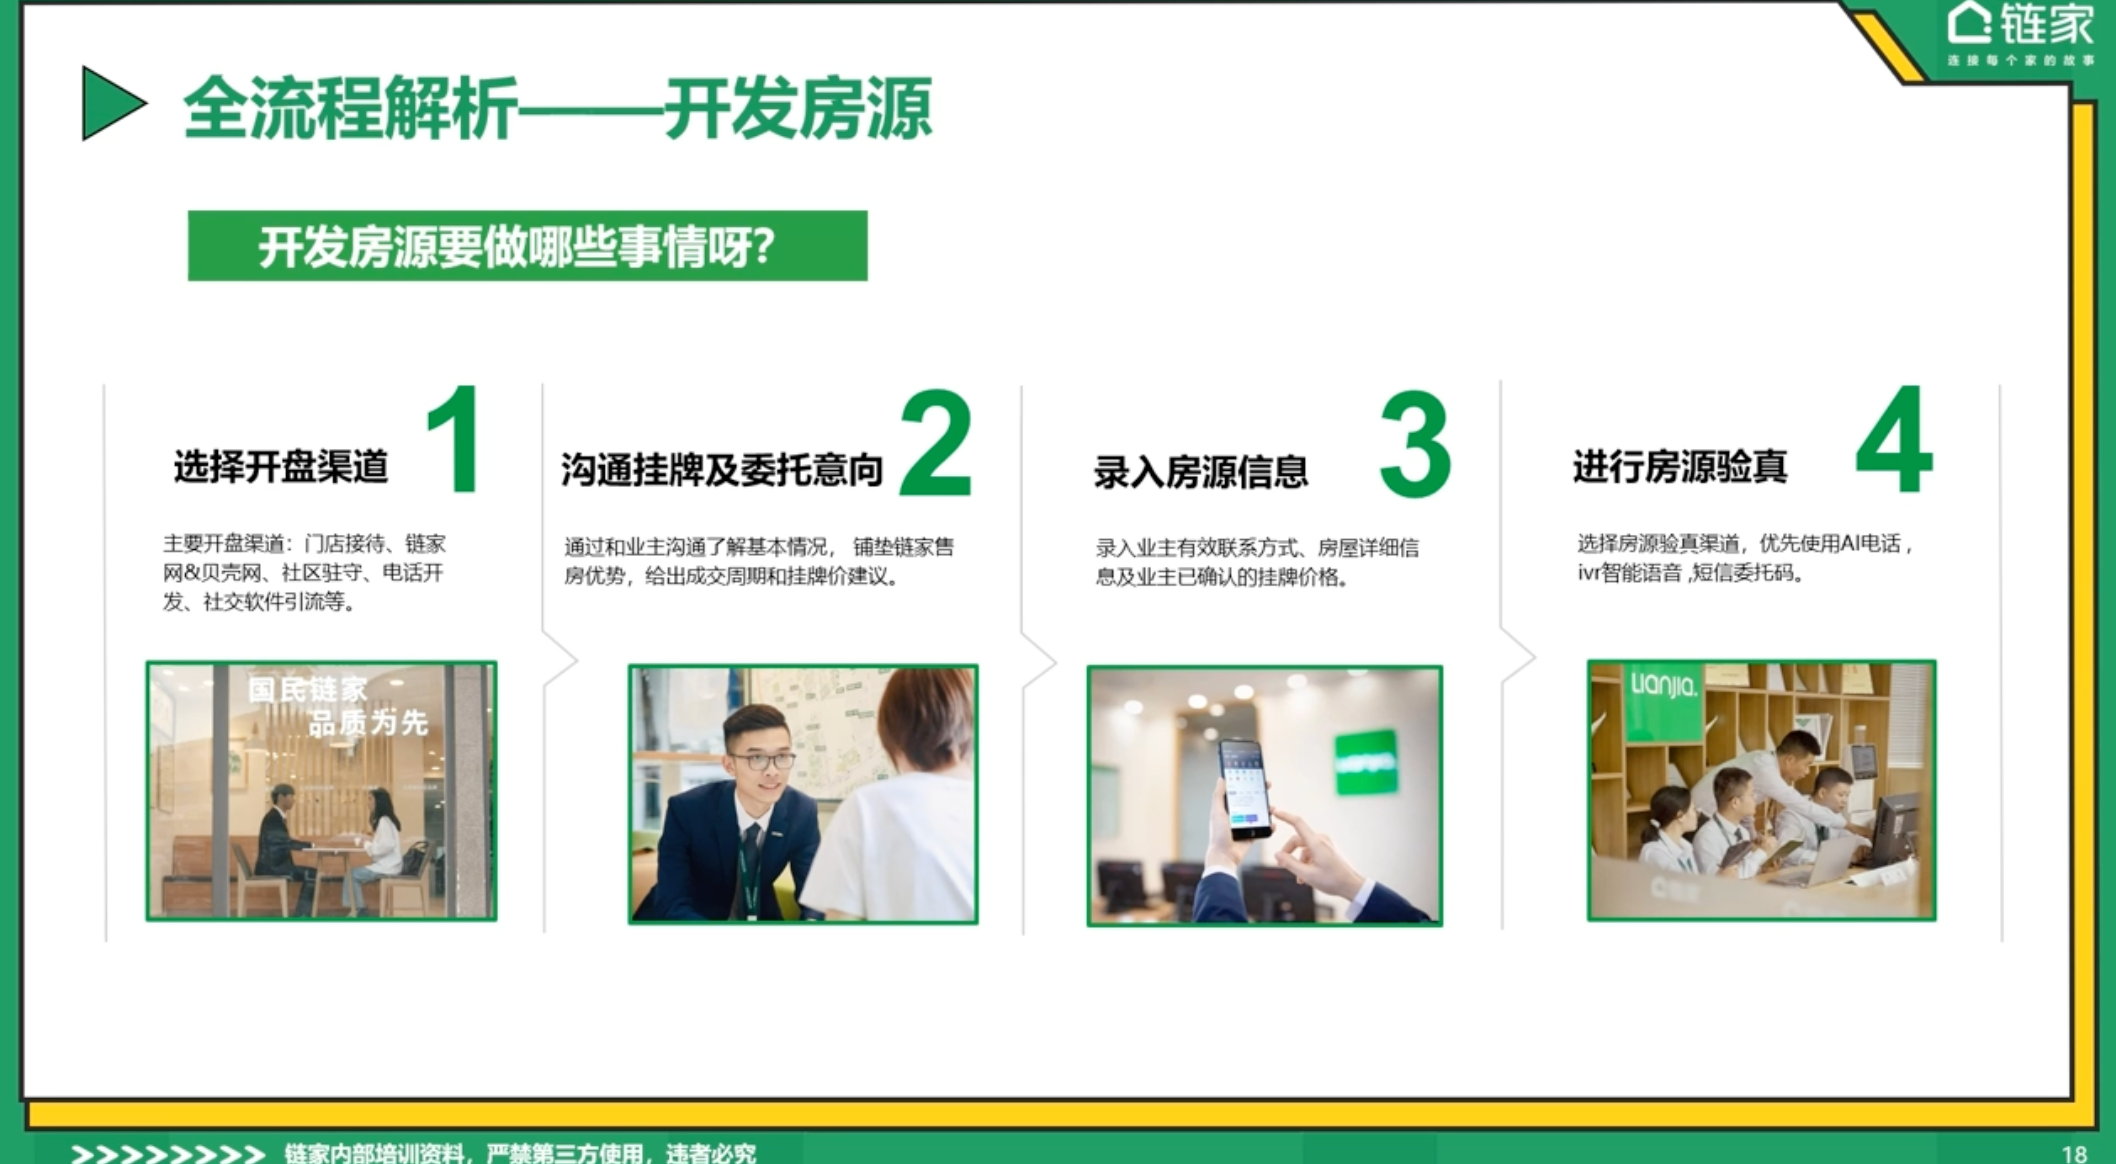 链家
连接每个家的故事
全流程解析——开发房源
开发房源要做哪些事情呀?
1
选择开盘渠道
主要开盘渠道：门店接待、链家
网&贝壳网、社区驻守、电话开
发、社交软件引流等。
国民链家
品质为先
2
沟通挂牌及委托意向
通过和业主沟通了解基本情况， 铺垫链家售
房优势，给出成交周期和挂牌价建议。
3
录入房源信息
录入业主有效联系方式、房屋详细信
息及业主已确认的挂牌价格。
4
进行房源验真
选择房源验真渠道，优先使用AI电话 ,
ivr智能语音 ,短信委托码。
Lianjia.
链家内部培训资料，严禁第三方使用，违者必究
18